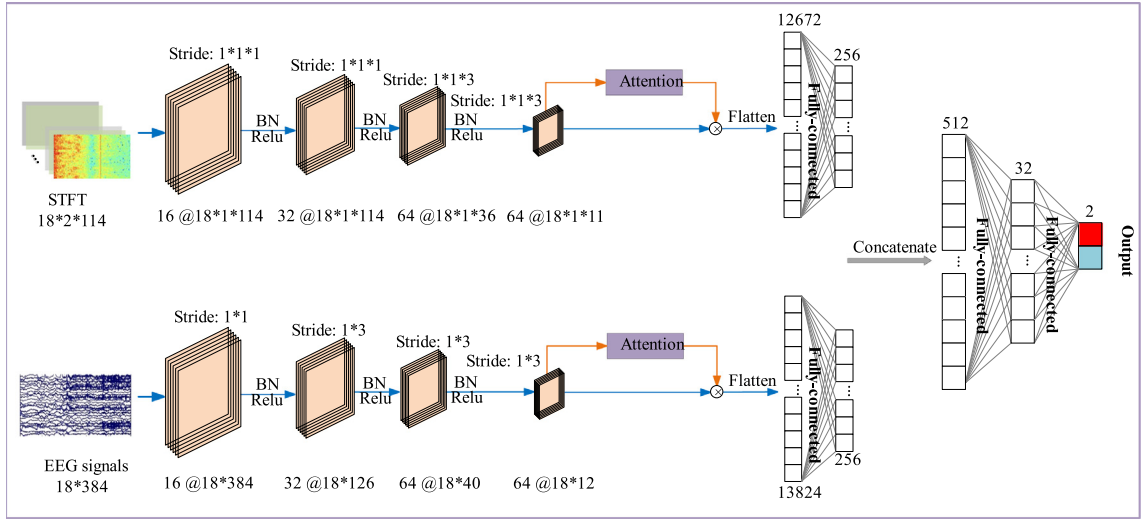 Stride: 1*1*1
Stride: 1*1*1
Stride: 1*1*3
Stride: 1*1*3
Attention
12672
256
BN
Relu
BN
Relu
BN
Relu
Flatten
Fully-connected
STFT
18*2*114
16 @18*1*114
32 @18*1*114
64 @18*1*36
64 @18*1*11
512
32
2
Fully-connected
Fully-connected
Output
Concatenate
Stride: 1*1
Stride: 1*3
Stride: 1*3
Stride: 1*3
Attention
BN
Relu
BN
Relu
BN
Relu
Flatten
Fully-connected
256
13824
EEG signals
18*384
16 @18*384
32 @18*126
64 @18*40
64 @18*12